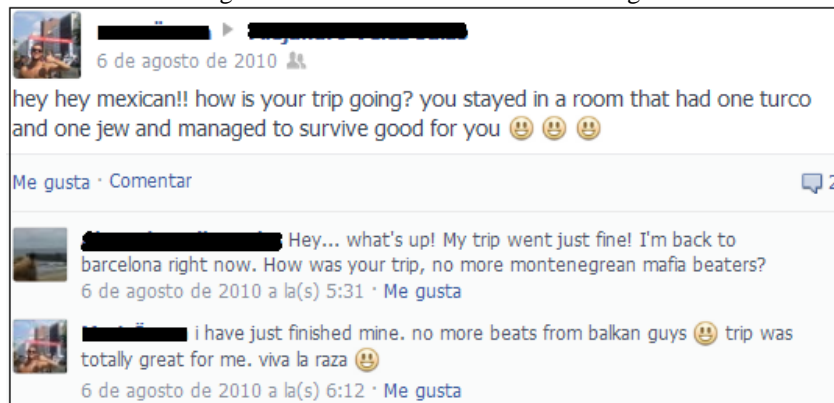 6 de agosto de 2010
hey hey mexican!! how is your trip going? you stayed in a room that had one turco
and one jew and managed to survive good for you
Me gusta · Comentar
2
Hey... what's up! My trip went just fine! I'm back to
barcelona right now. How was your trip, no more montenegrean mafia beaters?
6 de agosto de 2010 a la(s) 5:31 · Me gusta
i have just finished mine. no more beats from balkan guys trip was
totally great for me. viva la raza
6 de agosto de 2010 a la(s) 6:12 · Me gusta